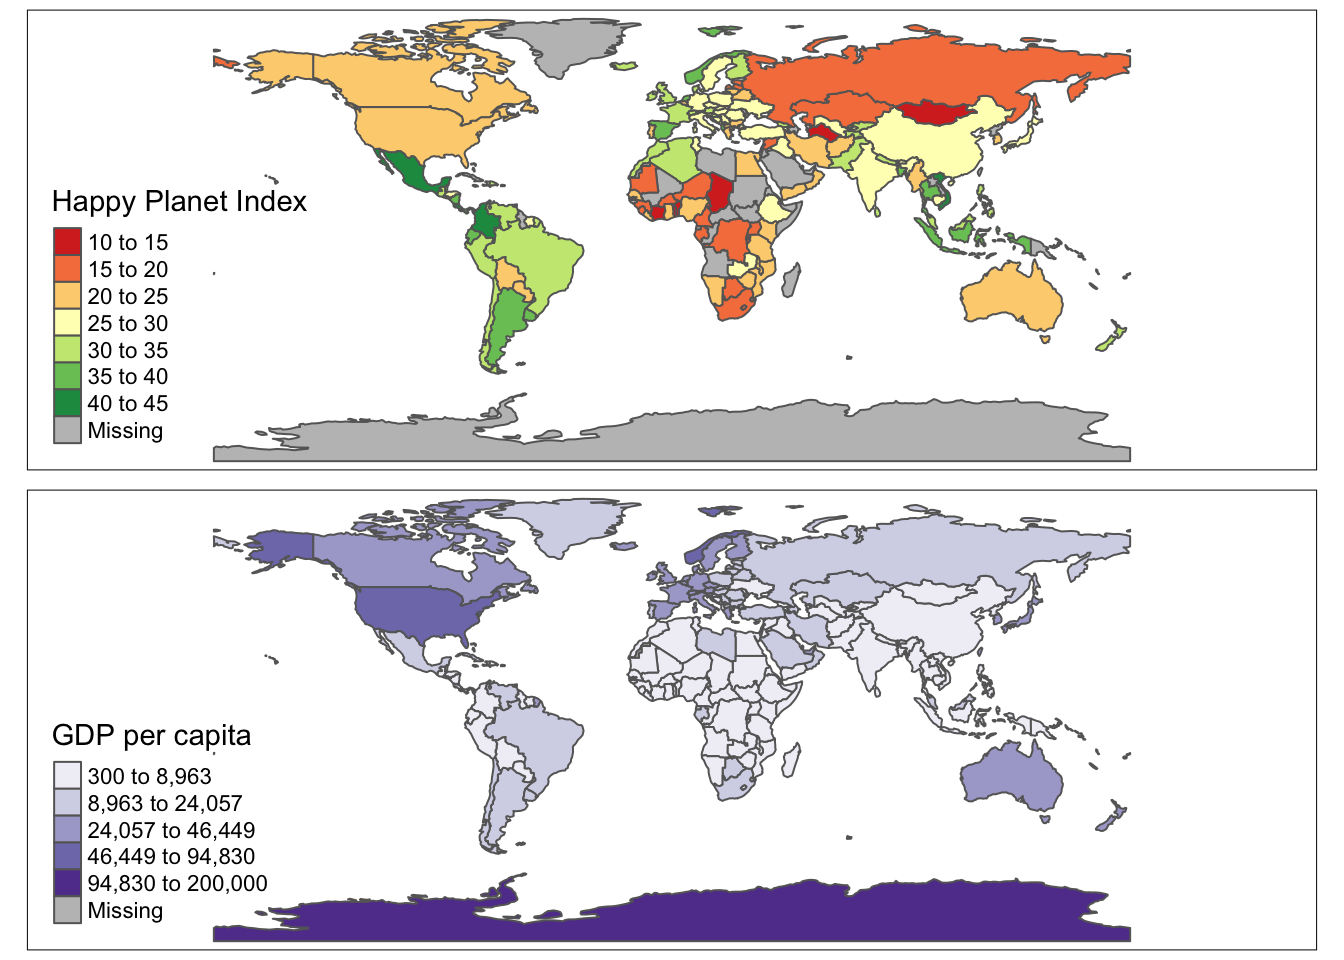 Happy Planet Index
10 to 15
15 to 20
20 to 25
25 to 30
30 to 35
35 to 40
40 to 45
Missing
GDP per capita
300 to 8,963
8,963 to 24,057
24,057 to 46,449
46,449 to 94,830
94,830 to 200,000
Missing